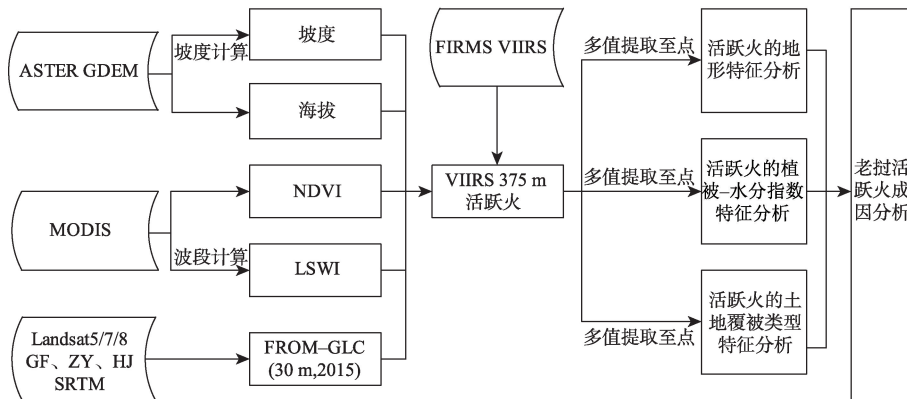 ASTER GDEM
坡度计算
坡度
海拔
MODIS
波段计算
NDVI
LSWI
Landsat5/7/8
GF、ZY、HJ
SRTM
FROM–GLC
(30 m,2015)
FIRMS VIIRS
VIIRS 375 m
活跃火
多值提取至点
活跃火的地
形特征分析
多值提取至点
活跃火的植
被–水分指数
特征分析
多值提取至点
活跃火的土
地覆被类型
特征分析
老挝活
跃火成
因分析